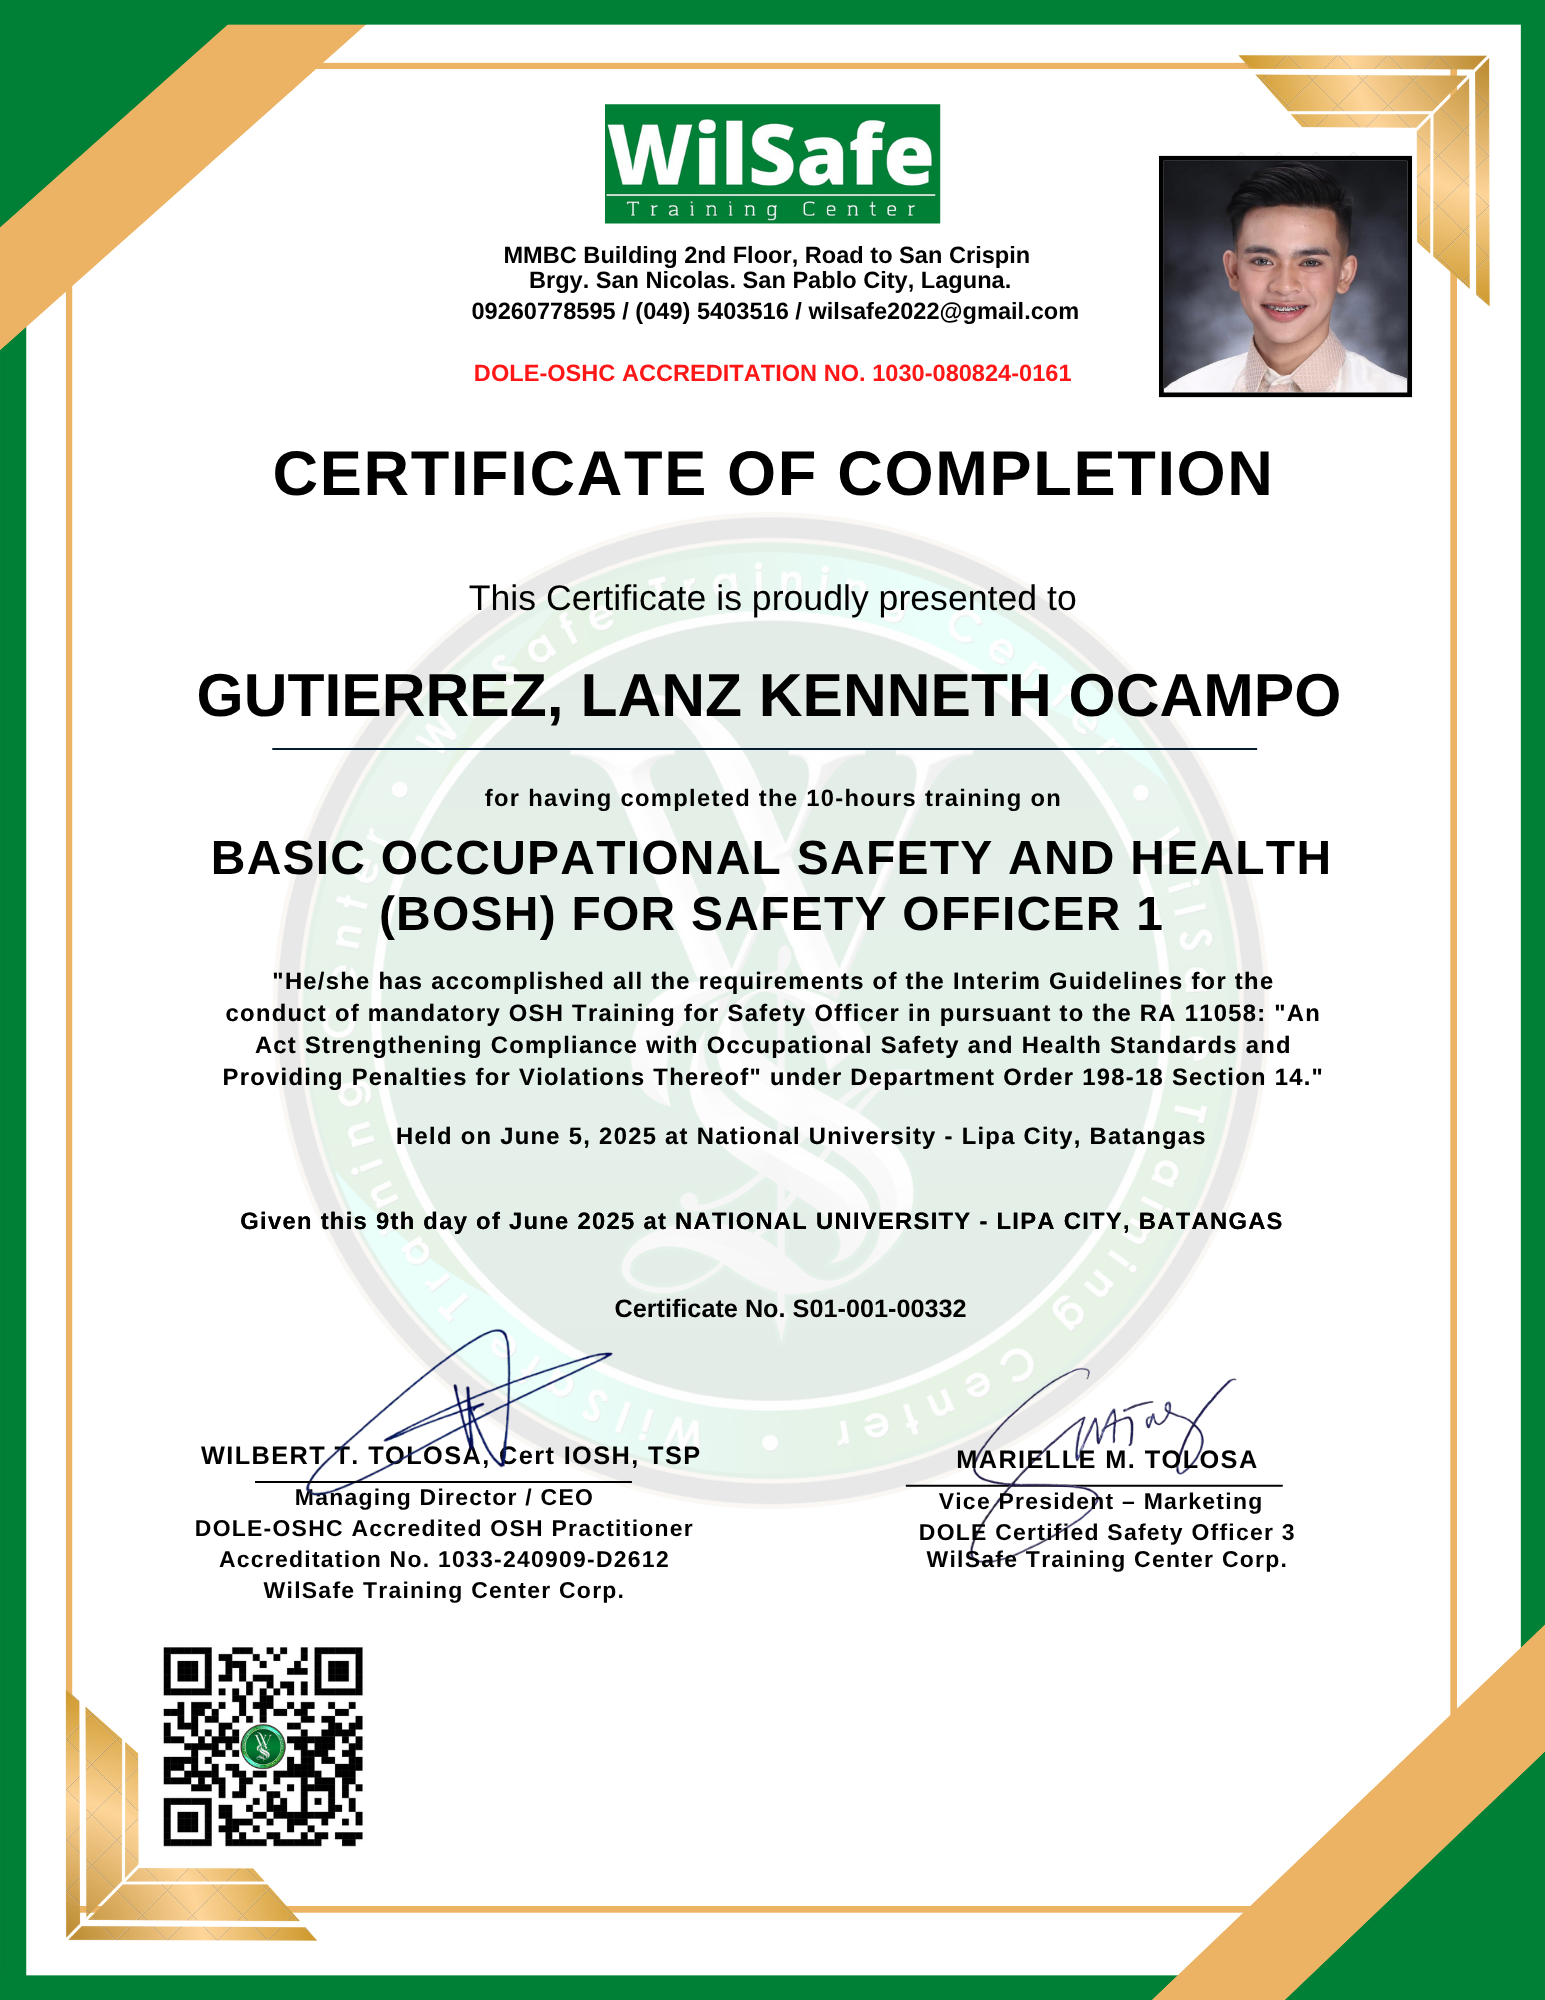 WilSafe
Training Center
MMBC Building 2nd Floor, Road to San Crispin
Brgy. San Nicolas. San Pablo City, Laguna.
09260778595 / (049) 5403516 / wilsafe2022@gmail.com
DOLE-OSHC ACCREDITATION NO. 1030-080824-0161
CERTIFICATE OF COMPLETION
This Certificate is proudly presented to
GUTIERREZ, LANZ KENNETH OCAMPO
for having completed the 10-hours training on
BASIC OCCUPATIONAL SAFETY AND HEALTH
(BOSH) FOR SAFETY OFFICER 1
"He/she has accomplished all the requirements of the Interim Guidelines for the
conduct of mandatory OSH Training for Safety Officer in pursuant to the RA 11058: "An
Act Strengthening Compliance with Occupational Safety and Health Standards and
Providing Penalties for Violations Thereof" under Department Order 198-18 Section 14."
Held on June 5, 2025 at National University - Lipa City, Batangas
Given this 9th day of June 2025 at NATIONAL UNIVERSITY - LIPA CITY, BATANGAS
Certificate No. S01-001-00332
WILBERT T. TOLOSA, Cert IOSH, TSP
Managing Director / CEO
DOLE-OSHC Accredited OSH Practitioner
Accreditation No. 1033-240909-D2612
WilSafe Training Center Corp.
MARIELLE M. TOLOSA
Vice President – Marketing
DOLE Certified Safety Officer 3
WilSafe Training Center Corp.
WilSafe Training Center • WilSafe Training Center • WilSafe Training Center •